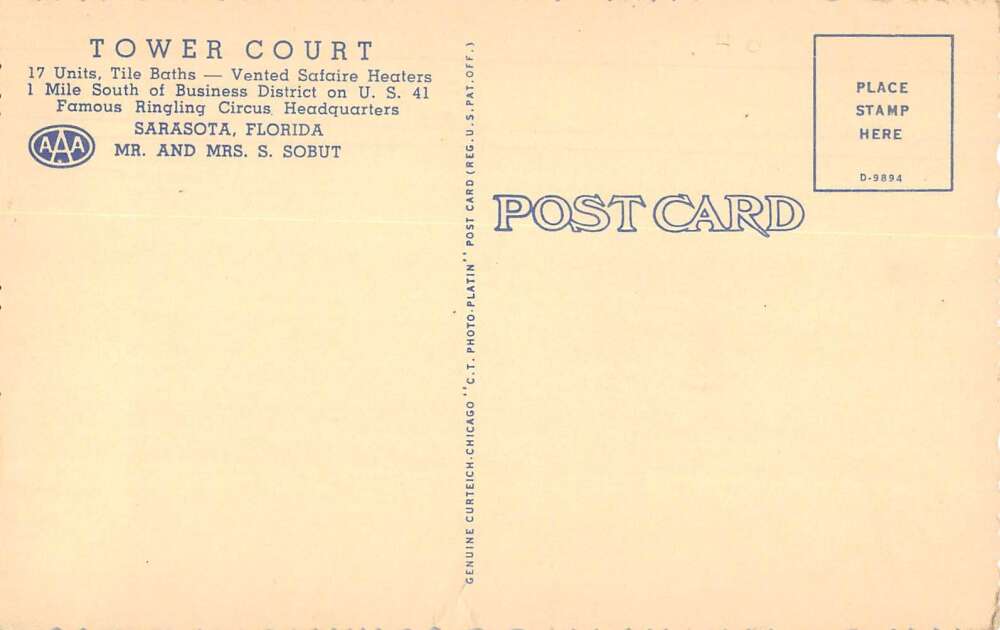 TOWER COURT
17 Units, Tile Baths — Vented Safaire Heaters
1 Mile South of Business District on U. S. 41
Famous Ringling Circus Headquarters
SARASOTA, FLORIDA
AAA
MR. AND MRS. S. SOBUT
GENUINE CURTEICH-CHICAGO "C.T. PHOTO-PLATIN" POST CARD (REG. U.S. PAT. OFF.)
POST CARD
PLACE
STAMP
HERE
D-9894